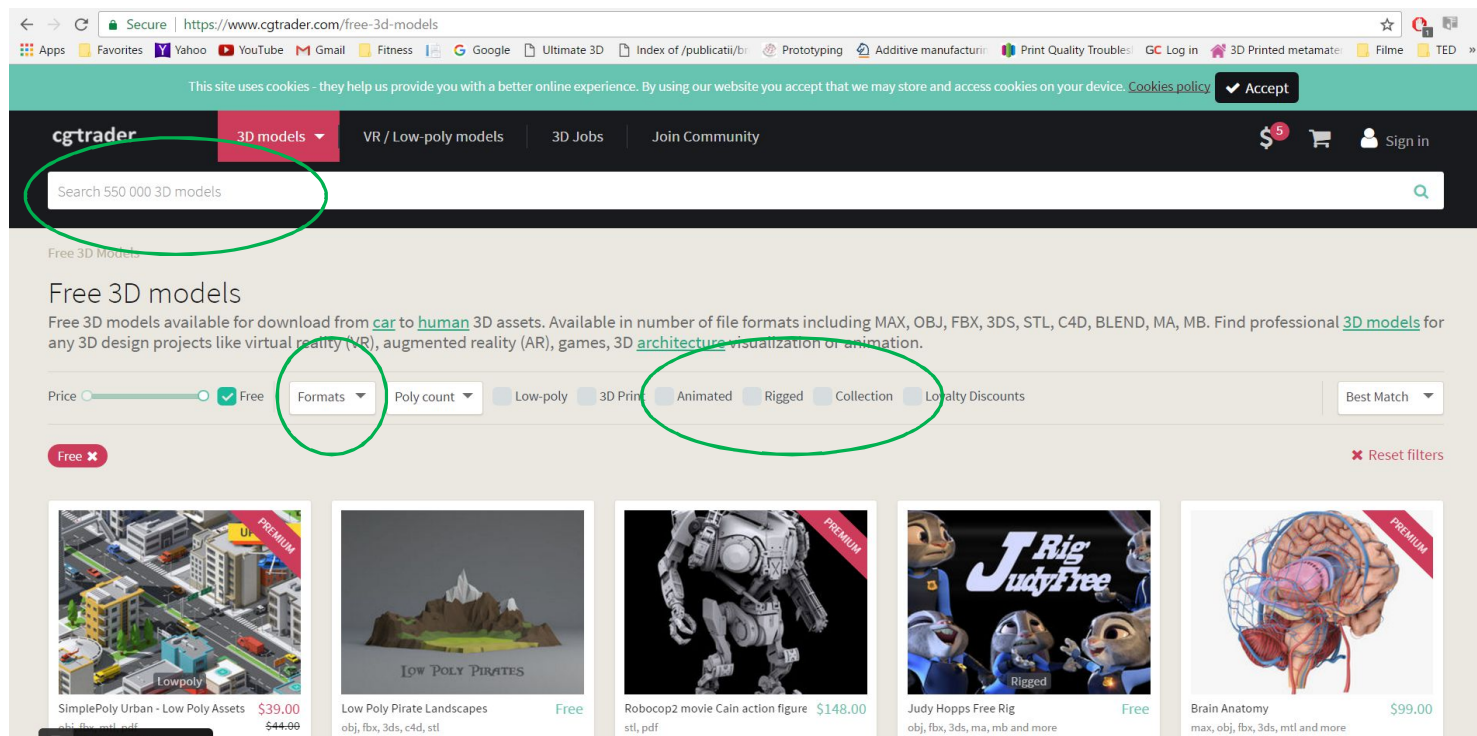 Secure | https://www.cgtrader.com/free-3d-models
Apps Favorites Yahoo YouTube Gmail Fitness Google Ultimate 3D Index of /publicatii/b Prototyping Additive manufacturin Print Quality Troubles GC Log in 3D Printed metamate Filme TED »
This site uses cookies - they help us provide you with a better online experience. By using our website you accept that we may store and access cookies on your device. Cookies policy Accept
cgtrader 3D models VR / Low-poly models 3D Jobs Join Community $ 5 Sign in
Search 550 000 3D models
Free 3D Models
Free 3D models
Free 3D models available for download from car to human 3D assets. Available in number of file formats including MAX, OBJ, FBX, 3DS, STL, C4D, BLEND, MA, MB. Find professional 3D models for
any 3D design projects like virtual reality (VR), augmented reality (AR), games, 3D architecture visualization or animation.
Price Free Formats Poly count Low-poly 3D Print Animated Rigged Collection Loyalty Discounts Best Match
Free ✖ ✖ Reset filters
PREMIUM PREMIUM PREMIUM
Rig
JudyFree
Low Poly Pirates
Lowpoly Rigged
SimplePoly Urban - Low Poly Assets $39.00 Low Poly Pirate Landscapes Free Robocop2 movie Cain action figure $148.00 Judy Hopps Free Rig Free Brain Anatomy $99.00
obj, fbx, mtl, pdf $44.00 obj, fbx, 3ds, c4d, stl stl, pdf obj, fbx, 3ds, ma, mb and more max, obj, fbx, 3ds, mtl and more